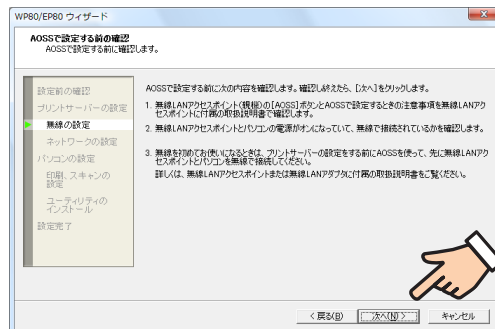 WP80/EP80 ウィザード
AOSSで設定する前の確認
AOSSで設定する前に確認します。
設定前の確認
プリントサーバーの設定
無線の設定
ネットワークの設定
パソコンの設定
印刷、スキャンの
設定
ユーティリティの
インストール
設定完了
AOSSで設定する前に次の内容を確認します。確認し終えたら、[次へ]をクリックします。
1. 無線LANアクセスポイント(親機)の[AOSS]ボタンとAOSSで設定するときの注意事項を無線LANアク
セスポイントに付属の取扱説明書で確認します。
2. 無線LANアクセスポイントとパソコンの電源がオンになっていて、無線で接続されているかを確認します。
3. 無線を初めてお使いになるときは、プリントサーバーの設定をする前にAOSSを使って、先に無線LANアク
セスポイントとパソコンを無線で接続してください。
詳しくは、無線LANアクセスポイントまたは無線LANアダプタに付属の取扱説明書をご覧ください。
< 戻る(B)
次へ(N) >
キャンセル